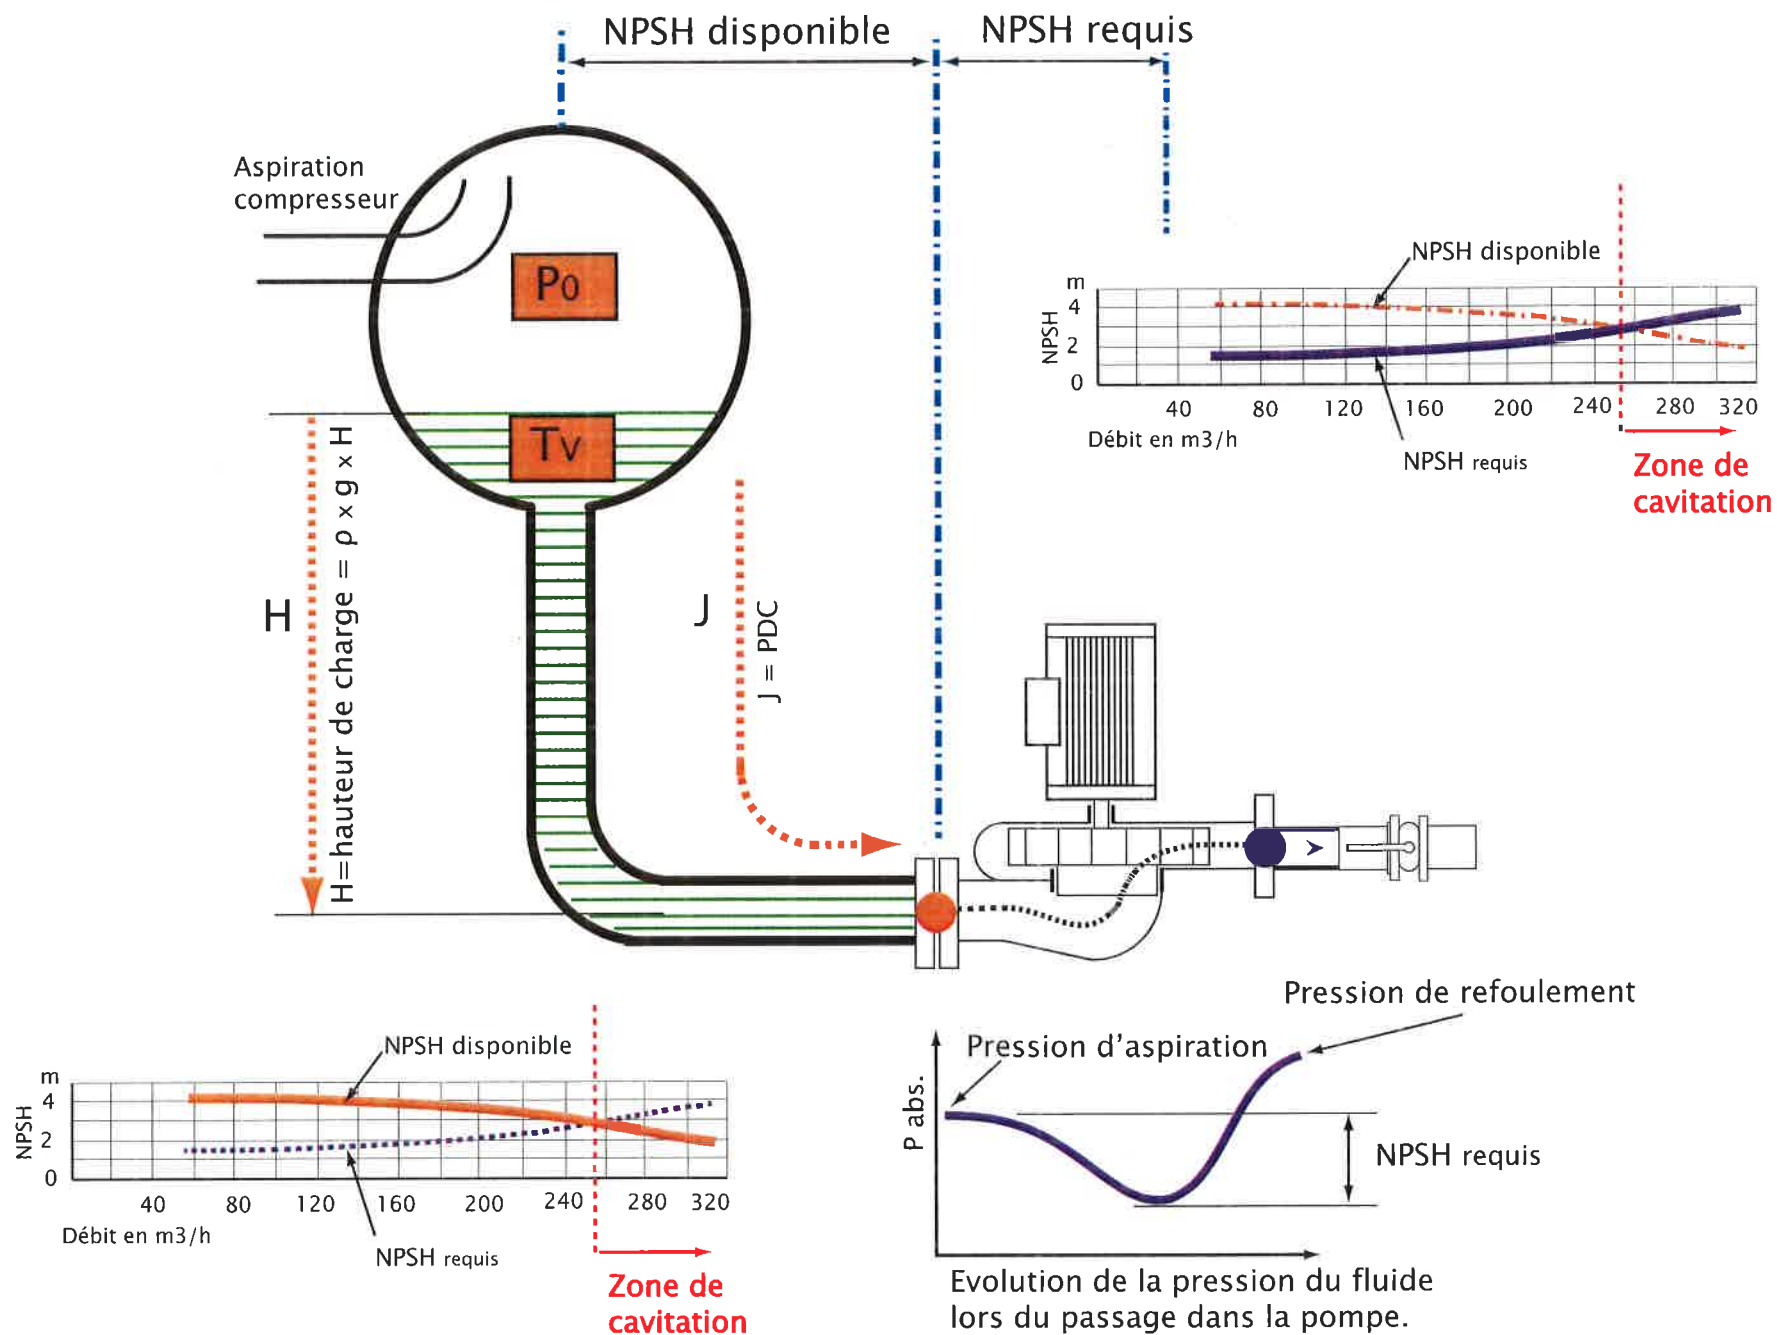 NPSH disponible
NPSH requis
Aspiration
compresseur
Po
Tv
H
H=hauteur de charge = ρ x g x H
J
J = PDC
NPSH disponible
m
4
2
0
NPSH
40 80 120 160 200 240 280 320
Débit en m3/h
NPSH requis
Zone de
cavitation
NPSH disponible
m
4
2
0
NPSH
40 80 120 160 200 240 280 320
Débit en m3/h
NPSH requis
Zone de
cavitation
Pression de refoulement
Pression d'aspiration
P abs.
NPSH requis
Evolution de la pression du fluide
lors du passage dans la pompe.